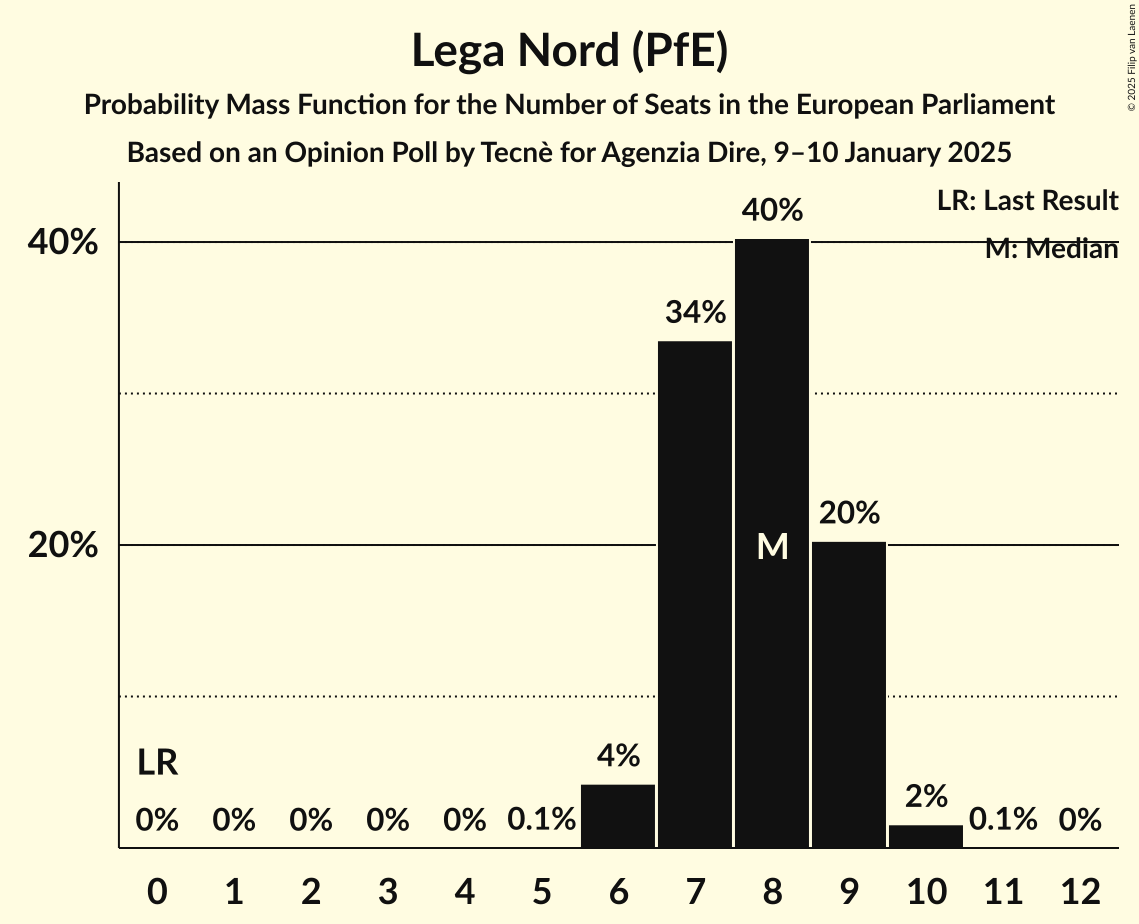 Lega Nord (PfE)
Probability Mass Function for the Number of Seats in the European Parliament
Based on an Opinion Poll by Tecnè for Agenzia Dire, 9–10 January 2025
© 2025 Filip van Laenen
LR: Last Result
M: Median
40%
20%
LR
0% 0% 0% 0% 0% 0.1% 4% 34% 40% 20% 2% 0.1% 0%
M
0 1 2 3 4 5 6 7 8 9 10 11 12